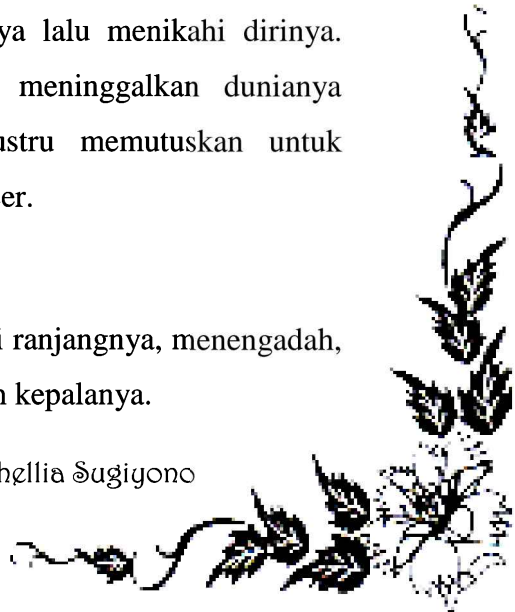 ya lalu menikahi dirinya.
meninggalkan dunianya
ustru memutuskan untuk
er.
i ranjangnya, menengadah,
n kepalanya.
hellia Sugiyono